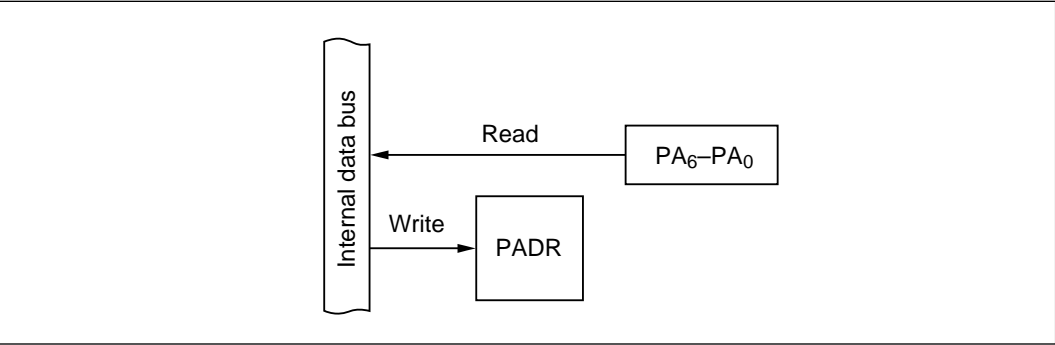 Internal data bus
Read
PA₆–PA₀
Write
PADR